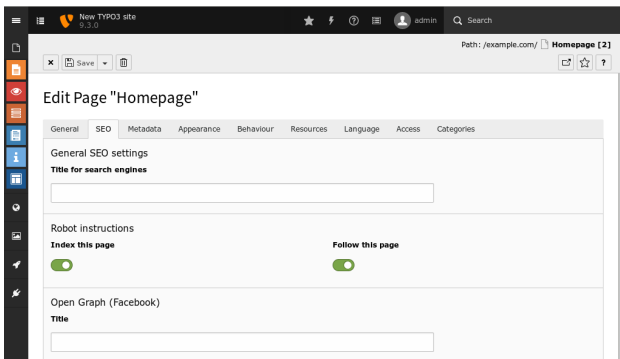 New TYPO3 site
9.3.0
admin
Search
Path: /example.com/ Homepage [2]
Save
?
Edit Page "Homepage"
General SEO Metadata Appearance Behaviour Resources Language Access Categories
General SEO settings
Title for search engines
Robot instructions
Index this page Follow this page
Open Graph (Facebook)
Title